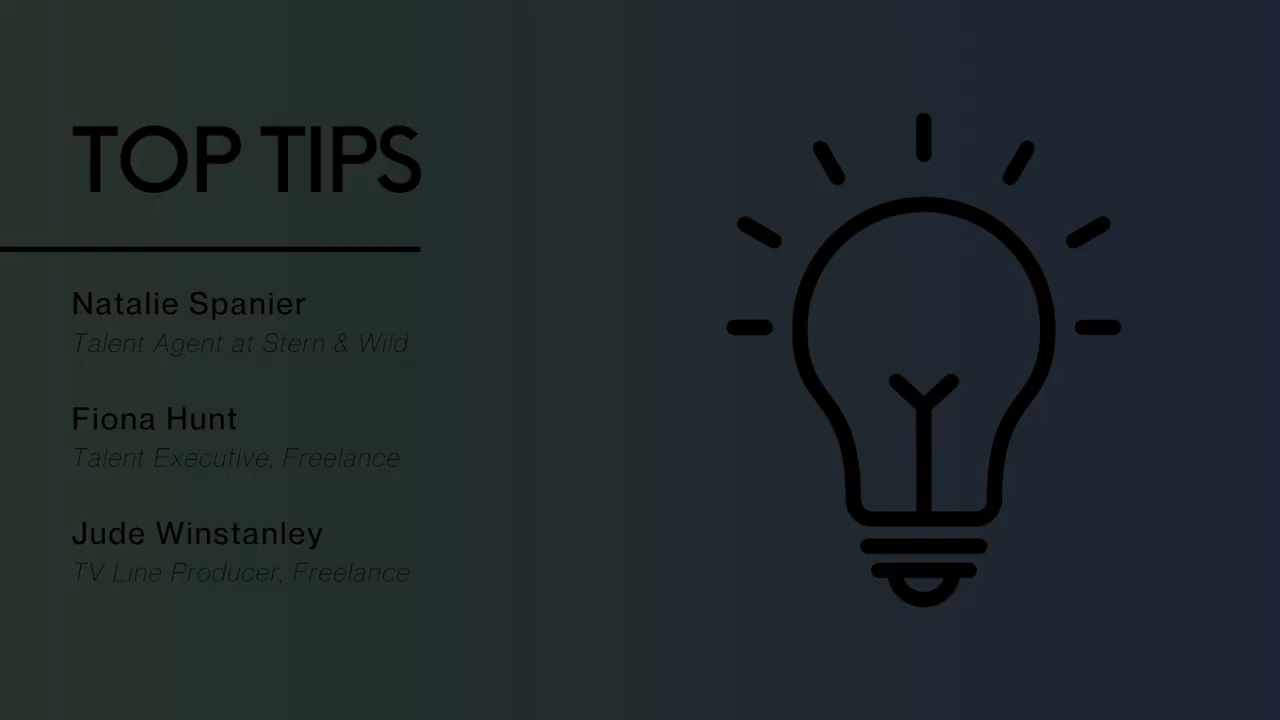 TOP TIPS
Natalie Spanier
Talent Agent at Stern & Wild
Fiona Hunt
Talent Executive, Freelance
Jude Winstanley
TV Line Producer, Freelance